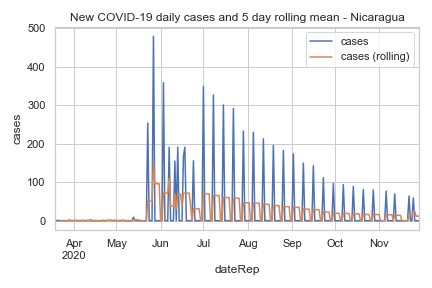 New COVID-19 daily cases and 5 day rolling mean - Nicaragua
cases
cases (rolling)
500
400
300
200
100
0
cases
Apr
2020
May
Jun
Jul
Aug
Sep
Oct
Nov
dateRep